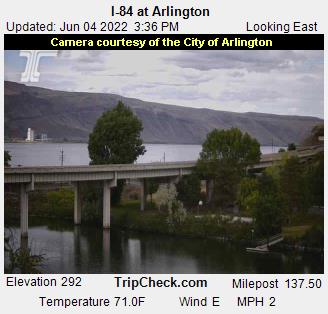 I-84 at Arlington
Updated: Jun 04 2022 3:36 PM Looking East
Camera courtesy of the City of Arlington
Elevation 292 TripCheck.com Milepost 137.50
Temperature 71.0F Wind E MPH 2